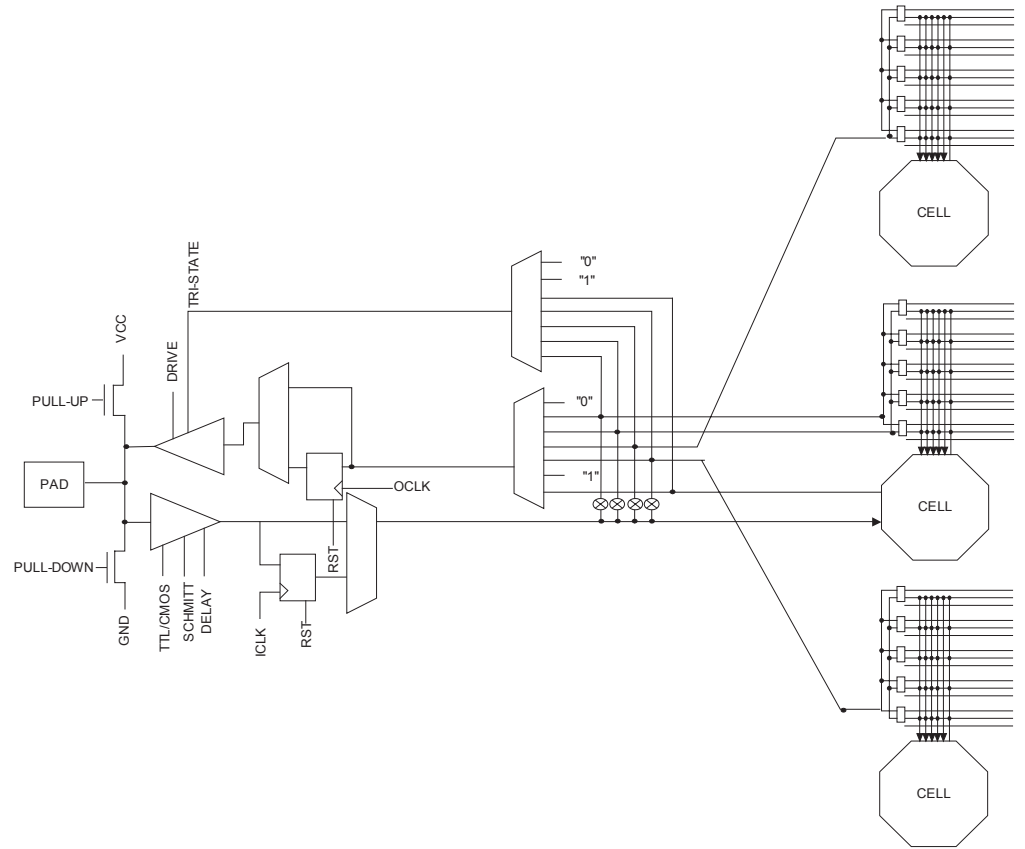 CELL
"0"
"1"
TRI-STATE
VCC
DRIVE
PULL-UP
"0"
PAD
"1"
OCLK
CELL
RST
PULL-DOWN
GND
TTL/CMOS
SCHMITT
DELAY
ICLK
RST
CELL